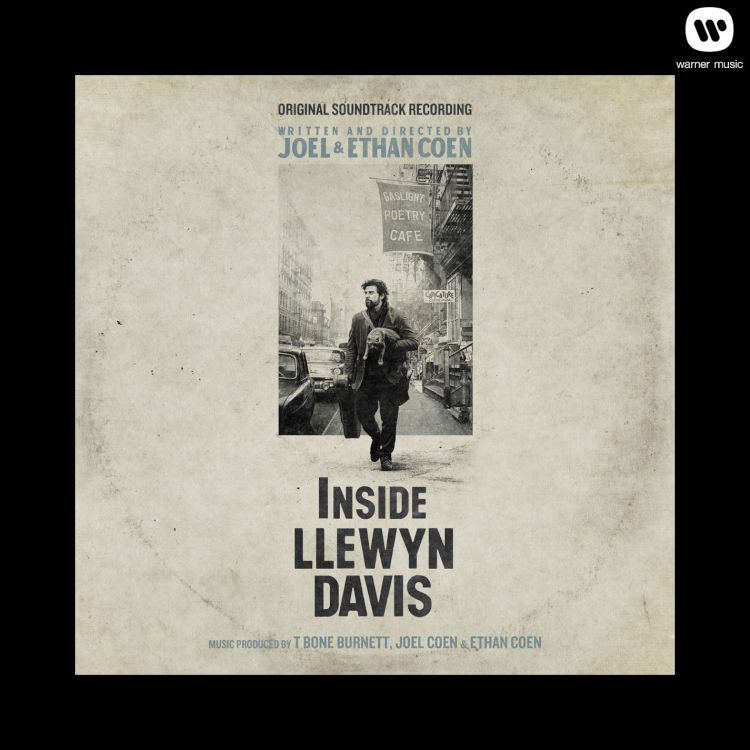 warner music
ORIGINAL SOUNDTRACK RECORDING
WRITTEN AND DIRECTED BY
JOEL & ETHAN COEN
GASLIGHT
POETRY
CAFE
CARICATURE
INSIDE
LLEWYN
DAVIS
MUSIC PRODUCED BY T BONE BURNETT, JOEL COEN & ETHAN COEN